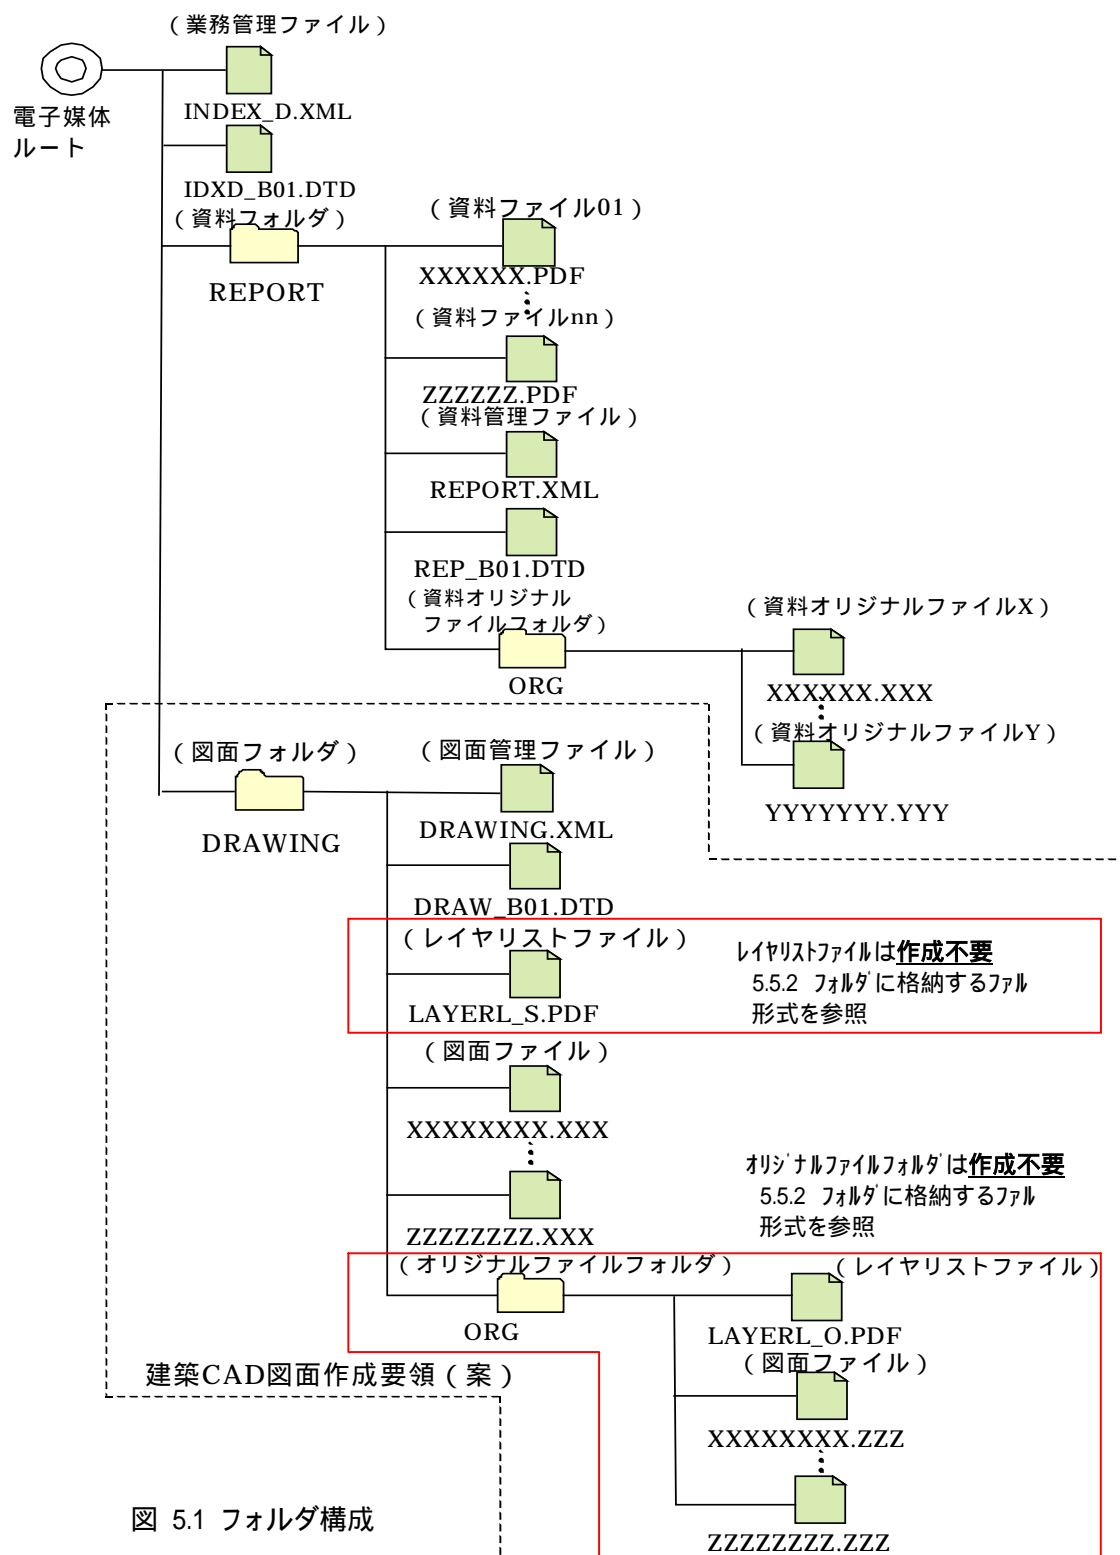 （業務管理ファイル）
電子媒体
ルート
INDEX_D.XML
IDXD_B01.DTD
（資料フォルダ）
REPORT
（資料ファイル01）
XXXXXX.PDF
（資料ファイルnn）
ZZZZZZ.PDF
（資料管理ファイル）
REPORT.XML
REP_B01.DTD
（資料オリジナル
ファイルフォルダ）
ORG
（資料オリジナルファイルX）
XXXXXX.XXX
（資料オリジナルファイルY）
YYYYYYY.YYY
（図面フォルダ）
DRAWING
（図面管理ファイル）
DRAWING.XML
DRAW_B01.DTD
（レイヤリストファイル）
LAYERL_S.PDF
ﾚｲﾔﾘｽﾄﾌｧｲﾙは作成不要
5.5.2 ﾌｫﾙﾀﾞに格納するﾌｧﾙ
形式を参照
（図面ファイル）
XXXXXXXX.XXX
ZZZZZZZZ.XXX
ｵﾘｼﾞﾅﾙﾌｧｲﾙﾌｫﾙﾀﾞは作成不要
5.5.2 ﾌｫﾙﾀﾞに格納するﾌｧﾙ
形式を参照
（オリジナルファイルフォルダ）
ORG
（レイヤリストファイル）
LAYERL_O.PDF
（図面ファイル）
XXXXXXXX.ZZZ
ZZZZZZZZ.ZZZ
建築CAD図面作成要領（案）
図 5.1 フォルダ構成